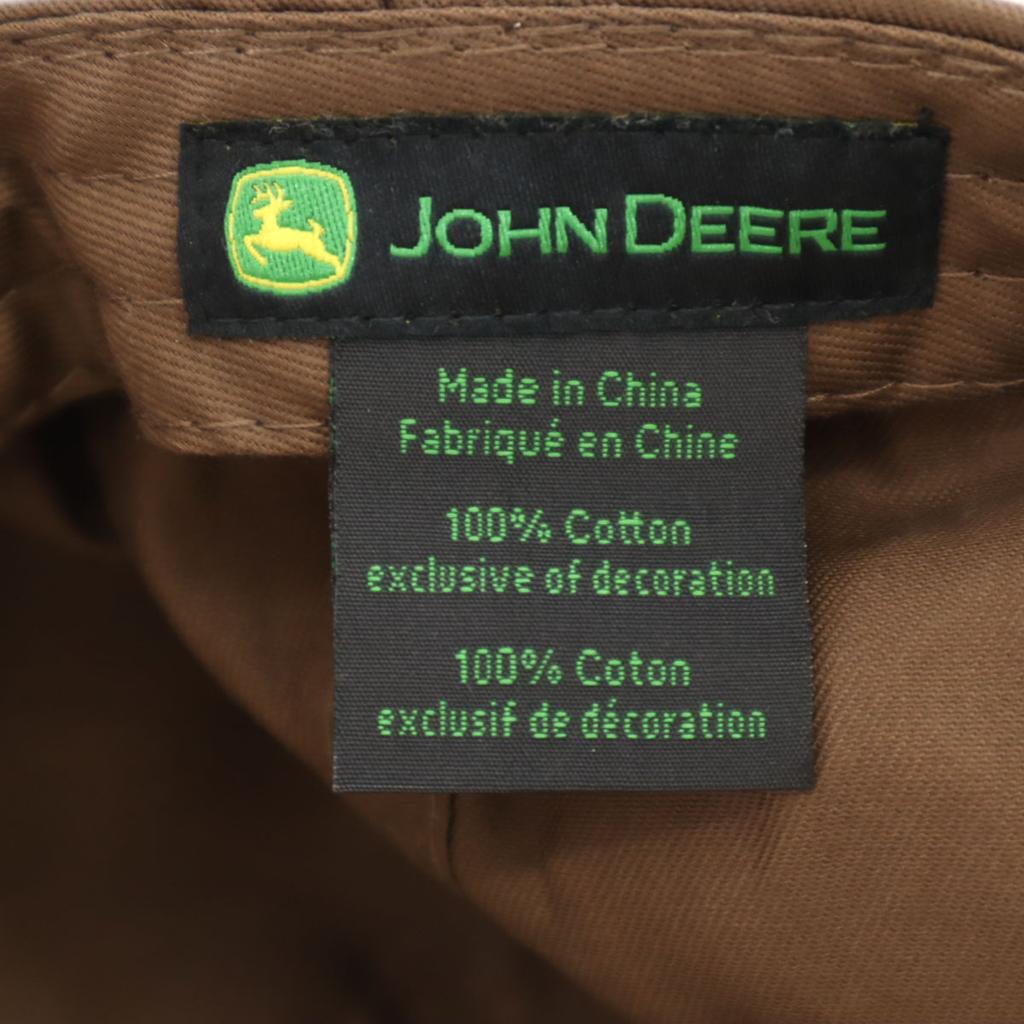 JOHN DEERE
Made in China
Fabriqué en Chine
100% Cotton
exclusive of decoration
100% Coton
exclusif de décoration